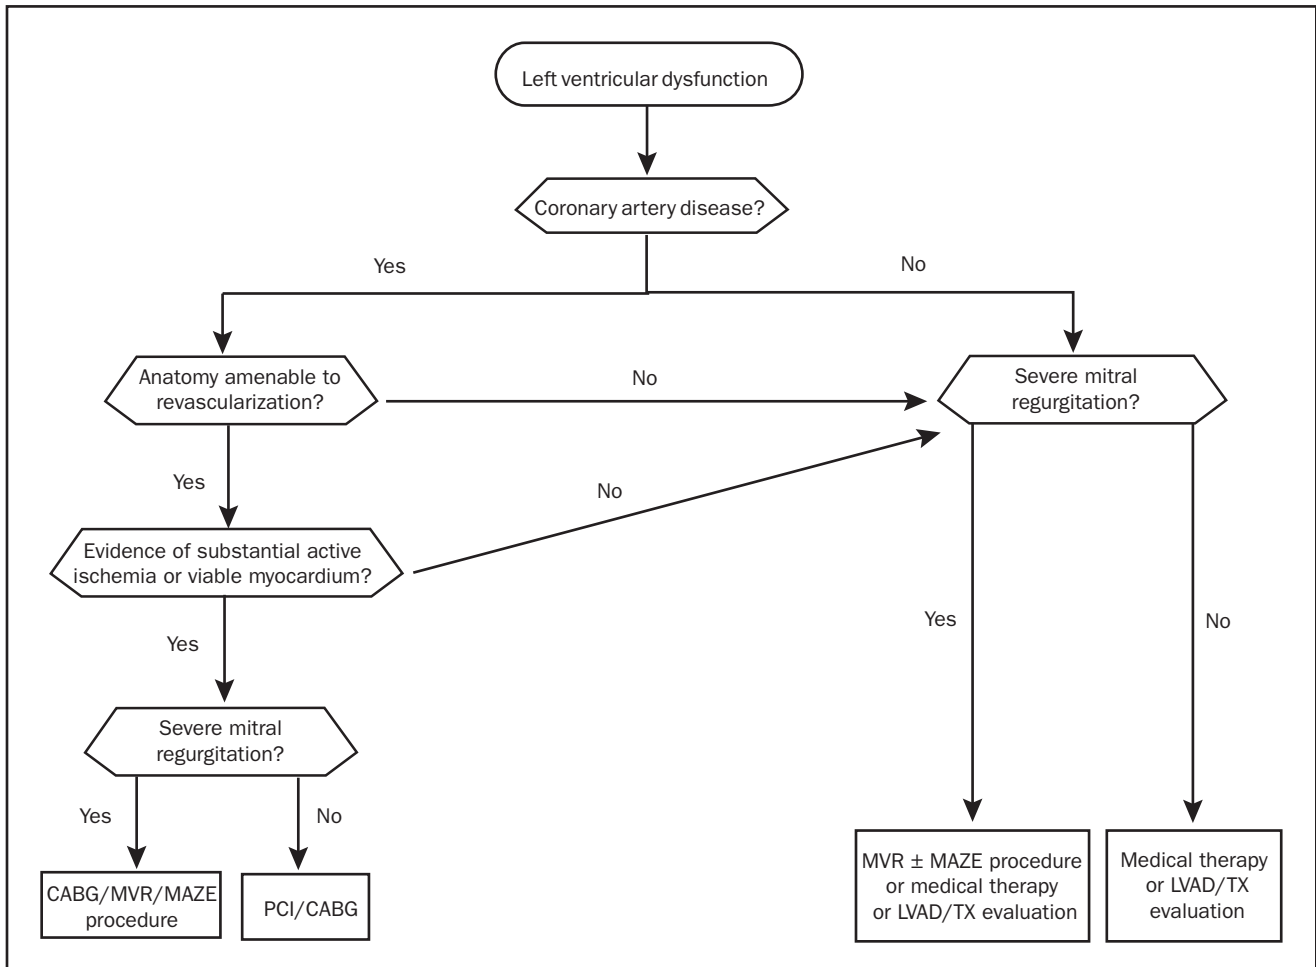 Left ventricular dysfunction
Coronary artery disease?
Yes
No
Anatomy amenable to
revascularization?
No
Severe mitral
regurgitation?
Yes
No
Evidence of substantial active
ischemia or viable myocardium?
Yes
No
Yes
Severe mitral
regurgitation?
Yes
No
CABG/MVR/MAZE
procedure
PCI/CABG
MVR ± MAZE procedure
or medical therapy
or LVAD/TX evaluation
Medical therapy
or LVAD/TX
evaluation